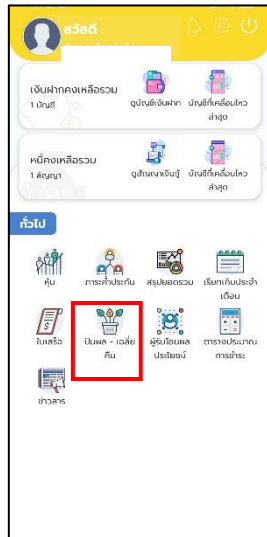 สวัสดี
เงินฝากคงเหลือรวม
1 บัญชี
ดูบัญชีเงินฝาก
บัญชีที่เคลื่อนไหว
ล่าสุด
หนี้คงเหลือรวม
1 สัญญา
ดูสัญญาเงินกู้
บัญชีที่เคลื่อนไหว
ล่าสุด
ทั่วไป
หุ้น
ภาระค้ำประกัน
สรุปยอดรวม
เรียกเก็บประจำ
เดือน
ใบเสร็จ
ปันผล - เฉลี่ย
คืน
ผู้รับโอนผล
ประโยชน์
ตารางประมาณ
การชำระ
ข่าวสาร